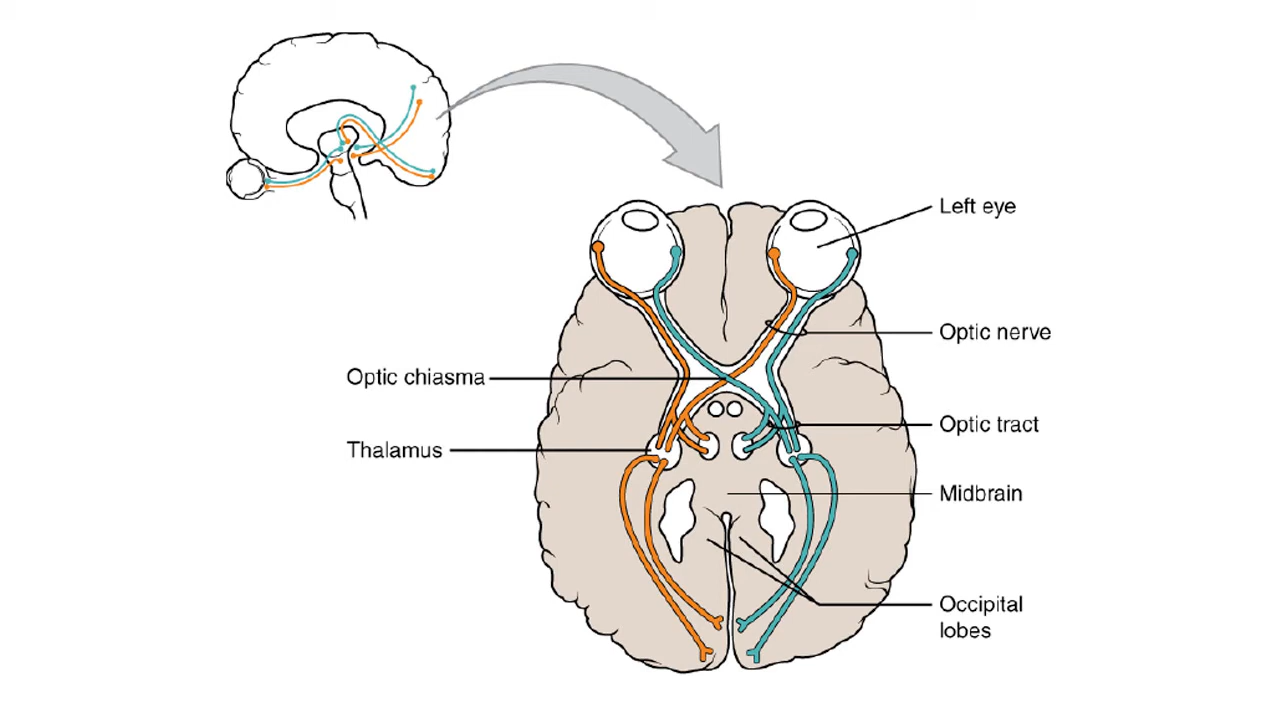 Left eye
Optic nerve
Optic chiasma
Optic tract
Thalamus
Midbrain
Occipital
lobes